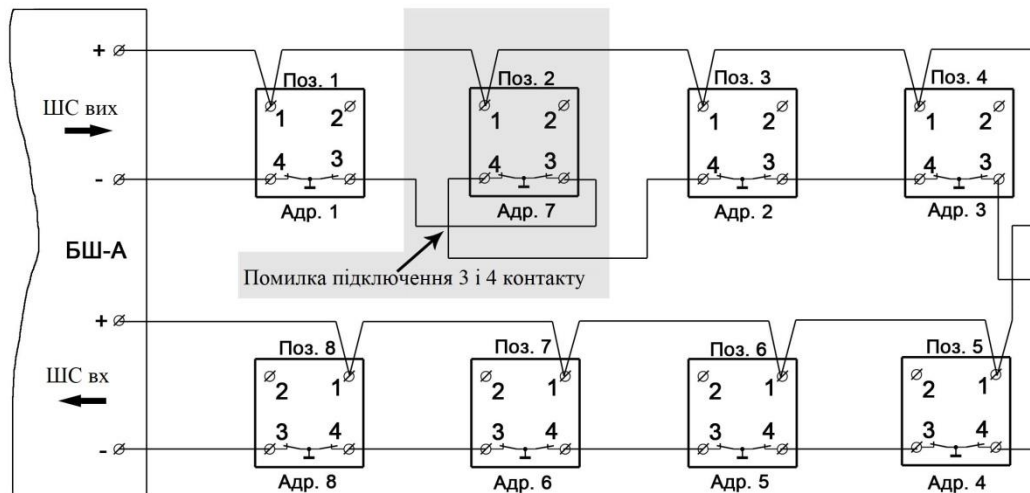 +
Поз. 1
Поз. 2
Поз. 3
Поз. 4
ШС вих
1 2
1 2
1 2
1 2
4 3
4 3
4 3
4 3
-
Адр. 1
Адр. 7
Адр. 2
Адр. 3
БШ-А
Помилка підключення 3 і 4 контакту
+
Поз. 8
Поз. 7
Поз. 6
Поз. 5
ШС вх
2 1
2 1
2 1
2 1
3 4
3 4
3 4
3 4
-
Адр. 8
Адр. 6
Адр. 5
Адр. 4